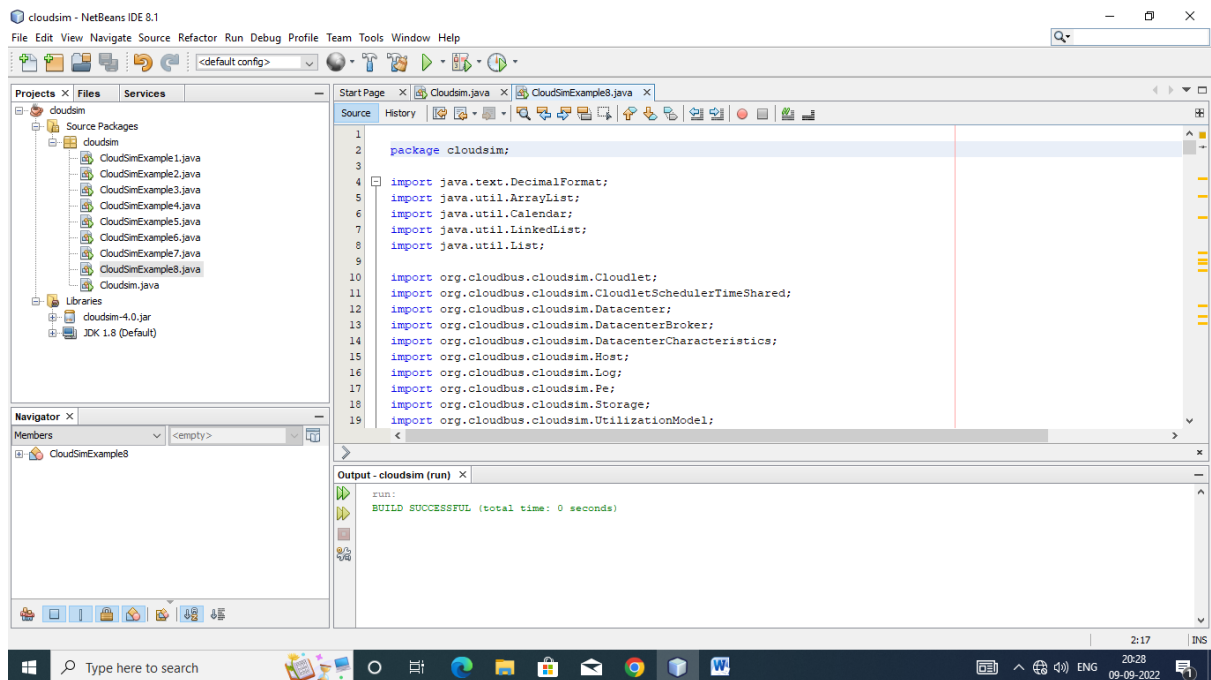 cloudsim - NetBeans IDE 8.1
File Edit View Navigate Source Refactor Run Debug Profile Team Tools Window Help
<default config>
Projects Files Services
cloudsim
Source Packages
cloudsim
CloudSimExample1.java
CloudSimExample2.java
CloudSimExample3.java
CloudSimExample4.java
CloudSimExample5.java
CloudSimExample6.java
CloudSimExample7.java
CloudSimExample8.java
Cloudsim.java
Libraries
cloudsim-4.0.jar
JDK 1.8 (Default)
Navigator
Members <empty>
CloudSimExample8
Start Page Cloudsim.java CloudSimExample8.java
Source History
1
2 package cloudsim;
3
4 import java.text.DecimalFormat;
5 import java.util.ArrayList;
6 import java.util.Calendar;
7 import java.util.LinkedList;
8 import java.util.List;
9
10 import org.cloudbus.cloudsim.Cloudlet;
11 import org.cloudbus.cloudsim.CloudletSchedulerTimeShared;
12 import org.cloudbus.cloudsim.Datacenter;
13 import org.cloudbus.cloudsim.DatacenterBroker;
14 import org.cloudbus.cloudsim.DatacenterCharacteristics;
15 import org.cloudbus.cloudsim.Host;
16 import org.cloudbus.cloudsim.Log;
17 import org.cloudbus.cloudsim.Pe;
18 import org.cloudbus.cloudsim.Storage;
19 import org.cloudbus.cloudsim.UtilizationModel;
Output - cloudsim (run)
run:
BUILD SUCCESSFUL (total time: 0 seconds)
2:17 INS
Type here to search
W
ENG
20:28
09-09-2022
1